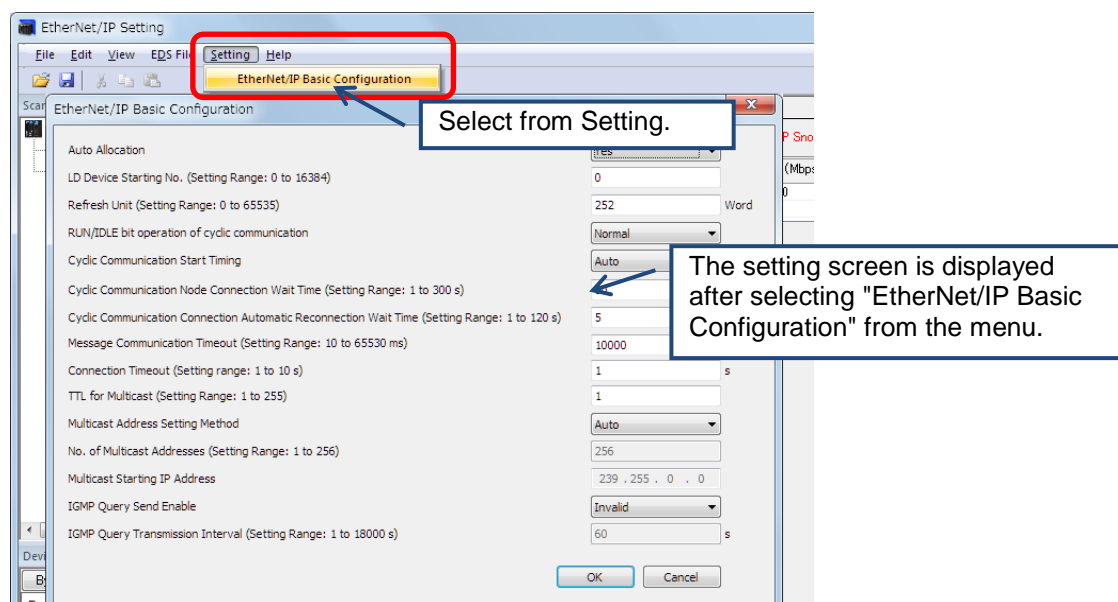 EtherNet/IP Setting
File Edit View EDS Fil Setting Help
EtherNet/IP Basic Configuration
Scar
EtherNet/IP Basic Configuration
Select from Setting.
P Sno
Auto Allocation
(Mbps
LD Device Starting No. (Setting Range: 0 to 16384) 0
0
Refresh Unit (Setting Range: 0 to 65535) 252 Word
RUN/IDLE bit operation of cyclic communication Normal
Cyclic Communication Start Timing Auto
The setting screen is displayed
after selecting "EtherNet/IP Basic
Configuration" from the menu.
Cyclic Communication Node Connection Wait Time (Setting Range: 1 to 300 s)
Cyclic Communication Connection Automatic Reconnection Wait Time (Setting Range: 1 to 120 s) 5
Message Communication Timeout (Setting Range: 10 to 65530 ms) 10000
Connection Timeout (Setting range: 1 to 10 s) 1 s
TTL for Multicast (Setting Range: 1 to 255) 1
Multicast Address Setting Method Auto
No. of Multicast Addresses (Setting Range: 1 to 256) 256
Multicast Starting IP Address 239 . 255 . 0 . 0
IGMP Query Send Enable Invalid
IGMP Query Transmission Interval (Setting Range: 1 to 18000 s) 60 s
Devi
B
OK Cancel